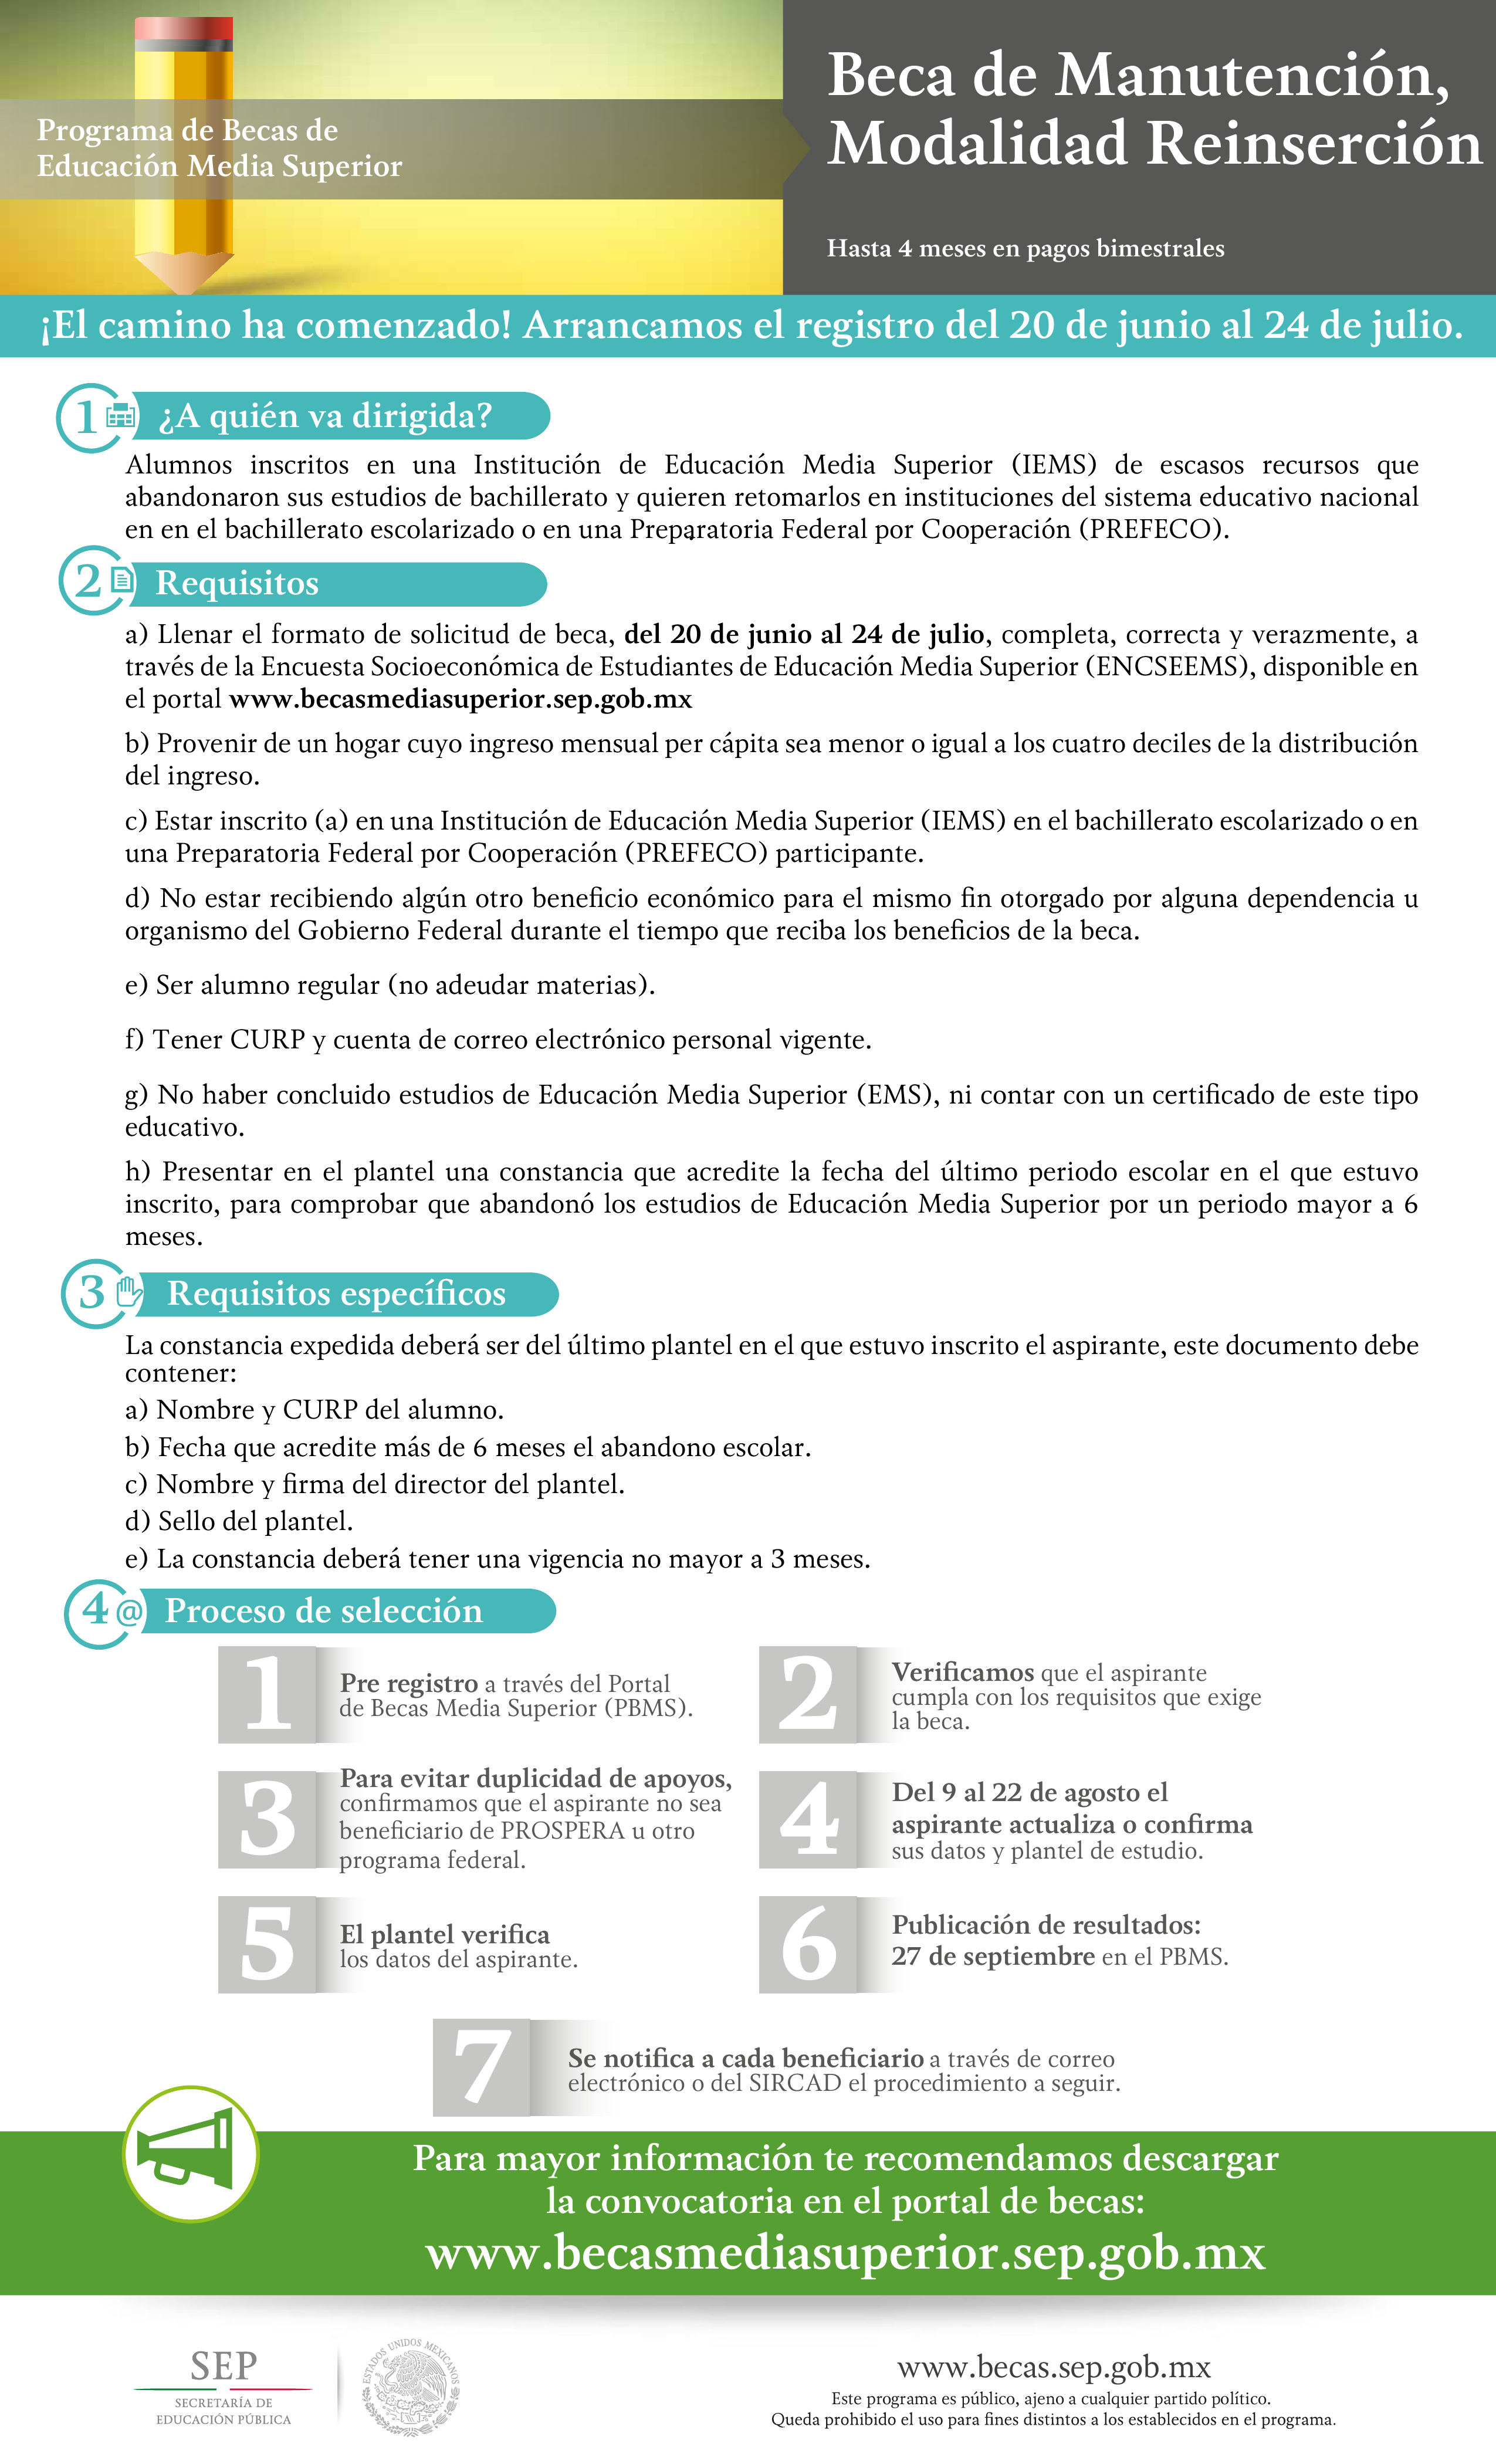 Programa de Becas de
Educación Media Superior
Beca de Manutención,
Modalidad Reinserción
Hasta 4 meses en pagos bimestrales
¡El camino ha comenzado! Arrancamos el registro del 20 de junio al 24 de julio.
1 ¿A quién va dirigida?
Alumnos inscritos en una Institución de Educación Media Superior (IEMS) de escasos recursos que
abandonaron sus estudios de bachillerato y quieren retomarlos en instituciones del sistema educativo nacional
en en el bachillerato escolarizado o en una Preparatoria Federal por Cooperación (PREFECO).
2 Requisitos
a) Llenar el formato de solicitud de beca, del 20 de junio al 24 de julio, completa, correcta y verazmente, a
través de la Encuesta Socioeconómica de Estudiantes de Educación Media Superior (ENCSEEMS), disponible en
el portal www.becasmediasuperior.sep.gob.mx
b) Provenir de un hogar cuyo ingreso mensual per cápita sea menor o igual a los cuatro deciles de la distribución
del ingreso.
c) Estar inscrito (a) en una Institución de Educación Media Superior (IEMS) en el bachillerato escolarizado o en
una Preparatoria Federal por Cooperación (PREFECO) participante.
d) No estar recibiendo algún otro beneficio económico para el mismo fin otorgado por alguna dependencia u
organismo del Gobierno Federal durante el tiempo que reciba los beneficios de la beca.
e) Ser alumno regular (no adeudar materias).
f) Tener CURP y cuenta de correo electrónico personal vigente.
g) No haber concluido estudios de Educación Media Superior (EMS), ni contar con un certificado de este tipo
educativo.
h) Presentar en el plantel una constancia que acredite la fecha del último periodo escolar en el que estuvo
inscrito, para comprobar que abandonó los estudios de Educación Media Superior por un periodo mayor a 6
meses.
3 Requisitos específicos
La constancia expedida deberá ser del último plantel en el que estuvo inscrito el aspirante, este documento debe
contener:
a) Nombre y CURP del alumno.
b) Fecha que acredite más de 6 meses el abandono escolar.
c) Nombre y firma del director del plantel.
d) Sello del plantel.
e) La constancia deberá tener una vigencia no mayor a 3 meses.
4 @ Proceso de selección
1
Pre registro a través del Portal
de Becas Media Superior (PBMS).
2
Verificamos que el aspirante
cumpla con los requisitos que exige
la beca.
3
Para evitar duplicidad de apoyos,
confirmamos que el aspirante no sea
beneficiario de PROSPERA u otro
programa federal.
4
Del 9 al 22 de agosto el
aspirante actualiza o confirma
sus datos y plantel de estudio.
5
El plantel verifica
los datos del aspirante.
6
Publicación de resultados:
27 de septiembre en el PBMS.
7
Se notifica a cada beneficiario a través de correo
electrónico o del SIRCAD el procedimiento a seguir.
Para mayor información te recomendamos descargar
la convocatoria en el portal de becas:
www.becasmediasuperior.sep.gob.mx
SEP
SECRETARÍA DE
EDUCACIÓN PÚBLICA
ESTADOS UNIDOS MEXICANOS
www.becas.sep.gob.mx
Este programa es público, ajeno a cualquier partido político.
Queda prohibido el uso para fines distintos a los establecidos en el programa.